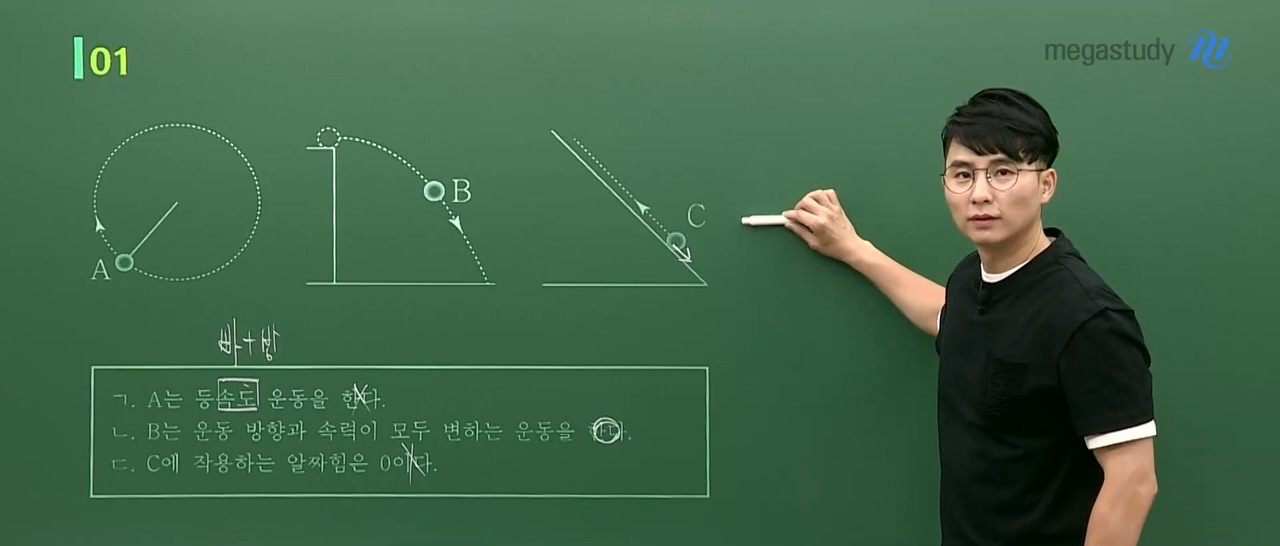 01
megastudy
A
B
C
빠+방
ㄱ. A는 등속도 운동을 한다.
ㄴ. B는 운동 방향과 속력이 모두 변하는 운동을 한다.
ㄷ. C에 작용하는 알짜힘은 0이다.